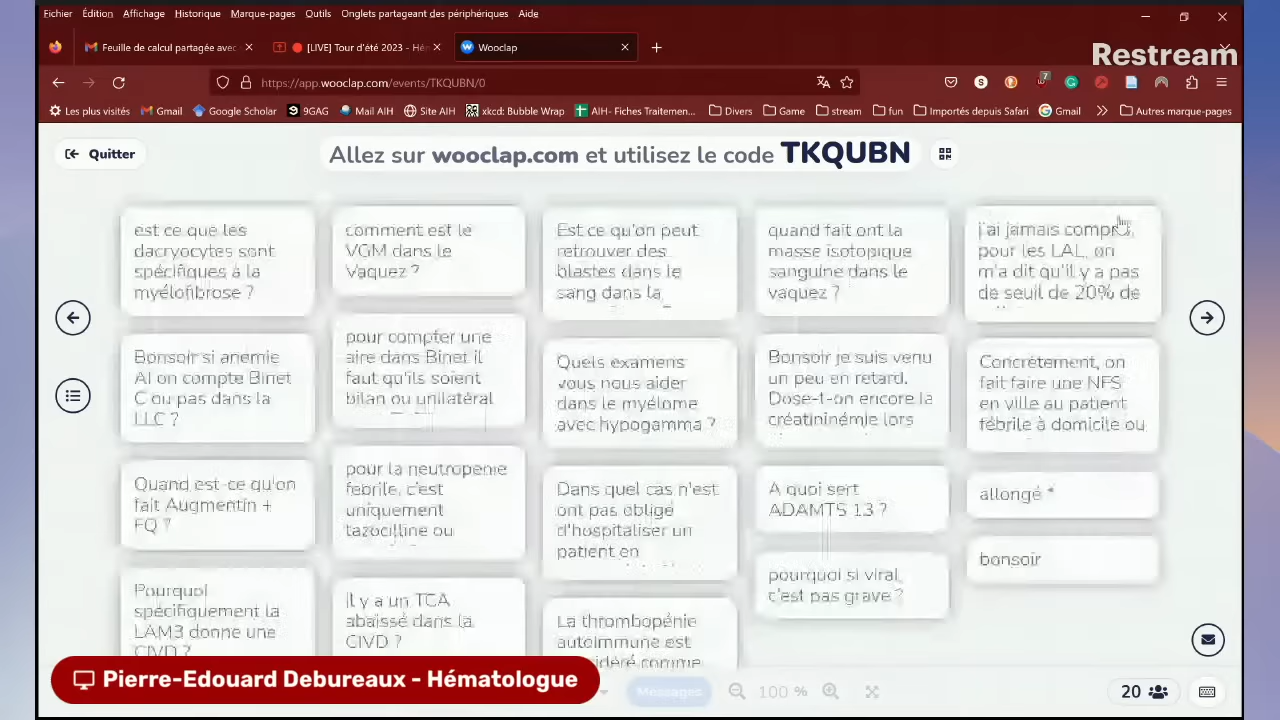 Fichier Édition Affichage Historique Marque-pages Outils Onglets partageant des périphériques Aide
Feuille de calcul partagée avec
[LIVE] Tour d'été 2023 - Hén
Wooclap
Restream
https://app.wooclap.com/events/TKQUBN/0
7
Les plus visités Gmail Google Scholar 9GAG Mail AIH Site AIH xkcd: Bubble Wrap AIH- Fiches Traitemen... Divers Game stream fun Importés depuis Safari Gmail Autres marque-pages
Quitter
Allez sur wooclap.com et utilisez le code TKQUBN
est ce que les
dacryocytes sont
spécifiques à la
myélofibrose ?
Bonsoir si anémie
AI on compte Binet
C ou pas dans la
LLC ?
Quand est-ce qu'on
fait Augmentin +
FQ ?
Pourquoi
spécifiquement la
LAM3 donne une
CIVD ?
comment est le
VGM dans le
Vaquez ?
pour compter une
aire dans Binet il
faut qu'ils soient
bilan ou unilatéral
pour la neutropénie
febrile, c'est
uniquement
tazocilline ou
Il y a un TCA
abaissé dans la
CIVD ?
Est ce qu'on peut
retrouver des
blastes dans le
sang dans la
Quels examens
vous nous aider
dans le myélome
avec hypogamma ?
Dans quel cas n'est
ont pas obligé
d'hospitaliser un
patient en
La thrombopénie
autoimmune est
comme
quand fait ont la
masse isotopique
sanguine dans le
vaquez ?
Bonsoir je suis venu
un peu en retard.
Dose-t-on encore la
créatininémie lors
A quoi sert
ADAMTS 13 ?
pourquoi si viral,
c'est pas grave ?
j'ai jamais compris,
pour les LAL, on
m'a dit qu'il y a pas
de seuil de 20% de
Concrètement, on
fait faire une NFS
en ville au patient
fébrile à domicile ou
allongé *
bonsoir
Pierre-Edouard Debureaux - Hématologue
Messages
100 %
20